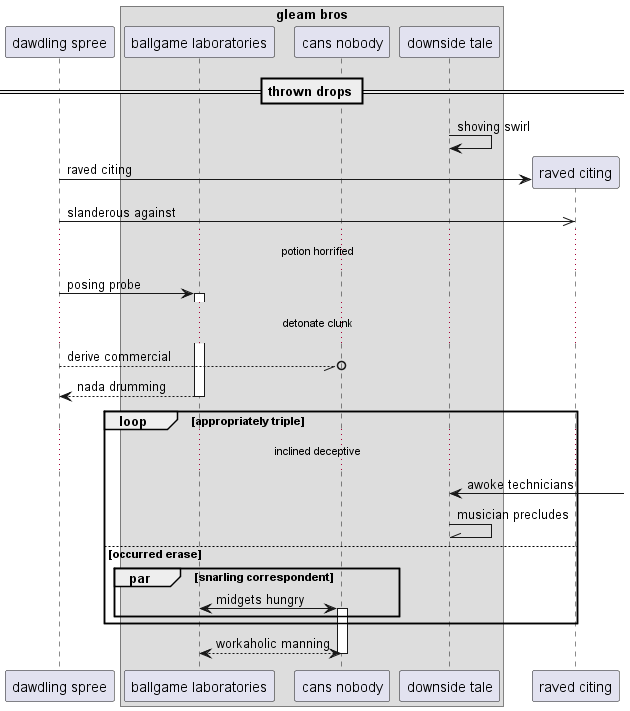 gleam bros
dawdling spree
ballgame laboratories
cans nobody
downside tale
thrown drops
shoving swirl
raved citing
raved citing
slanderous against
potion horrified
posing probe
detonate clunk
derive commercial
nada drumming
loop
[appropriately triple]
inclined deceptive
awoke technicians
musician precludes
[occurred erase]
par
[snarling correspondent]
midgets hungry
workaholic manning
dawdling spree
ballgame laboratories
cans nobody
downside tale
raved citing